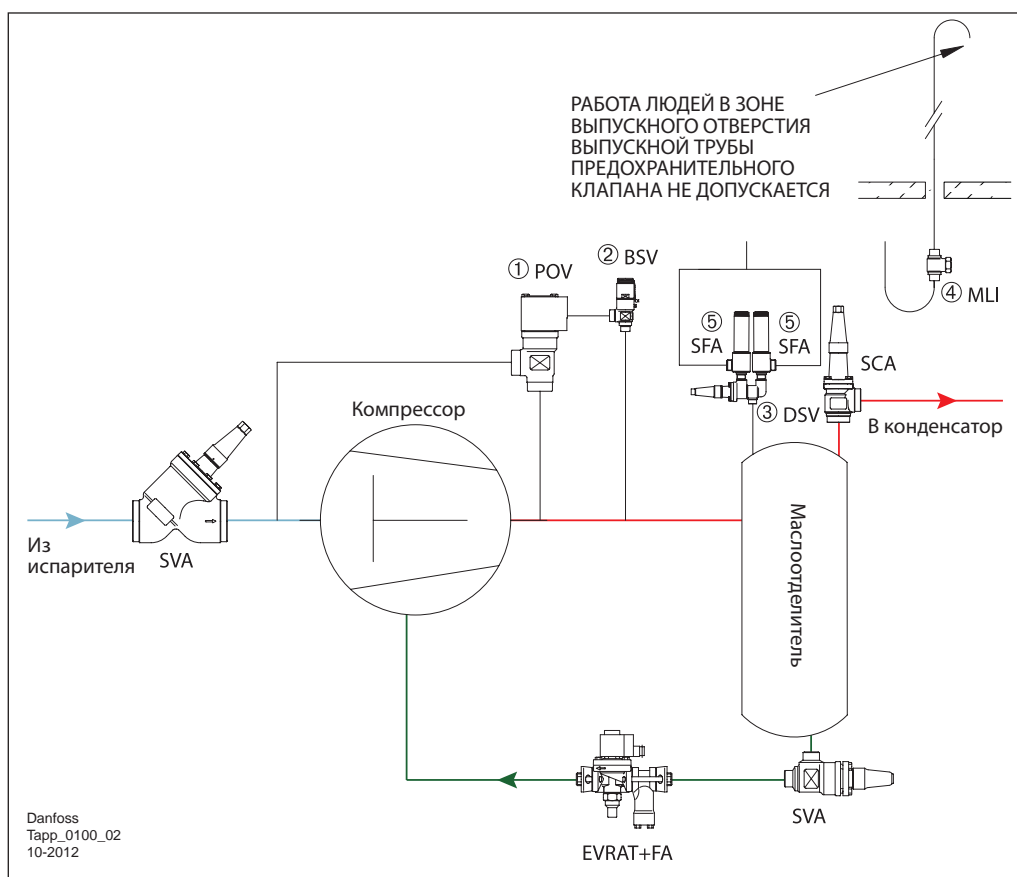 РАБОТА ЛЮДЕЙ В ЗОНЕ
ВЫПУСКНОГО ОТВЕРСТИЯ
ВЫПУСКНОЙ ТРУБЫ
ПРЕДОХРАНИТЕЛЬНОГО
КЛАПАНА НЕ ДОПУСКАЕТСЯ
① POV
② BSV
④ MLI
⑤
SFA
⑤
SFA
SCA
③ DSV
В конденсатор
Компрессор
Из
испарителя
SVA
Маслоотделитель
EVRAT+FA
SVA
Danfoss
Tapp_0100_02
10-2012